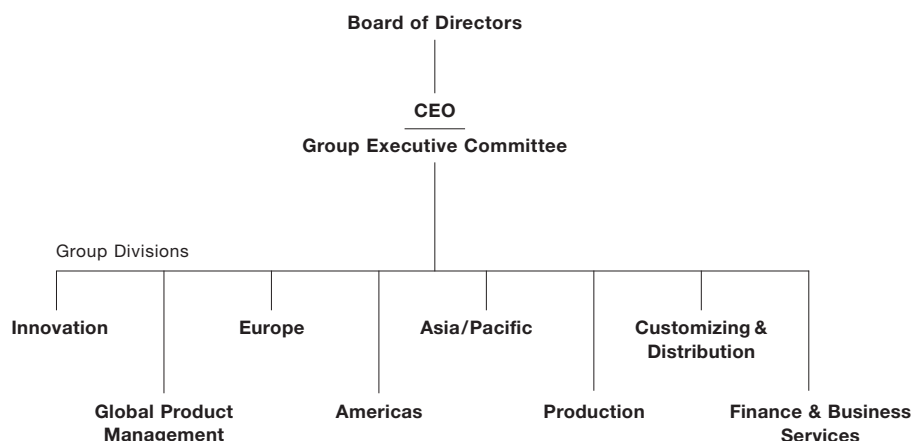 Board of Directors
CEO
Group Executive Committee
Group Divisions
Innovation
Europe
Asia/Pacific
Customizing &
Distribution
Global Product
Management
Americas
Production
Finance & Business
Services